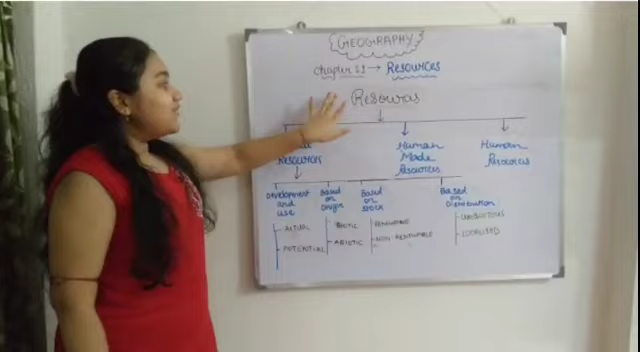 GEOGRAPHY
Chapter 11 → Resources
Resources
Resources
Human
Made
Resources
Human
Resources
Development
and
use
Based
on
Origin
Based
on
stock
Based
on
Distribution
ACTUAL
POTENTIAL
BIOTIC
ABIOTIC
RENEWABLE
NON-RENEWABLE
UBIQUITOUS
LOCALISED